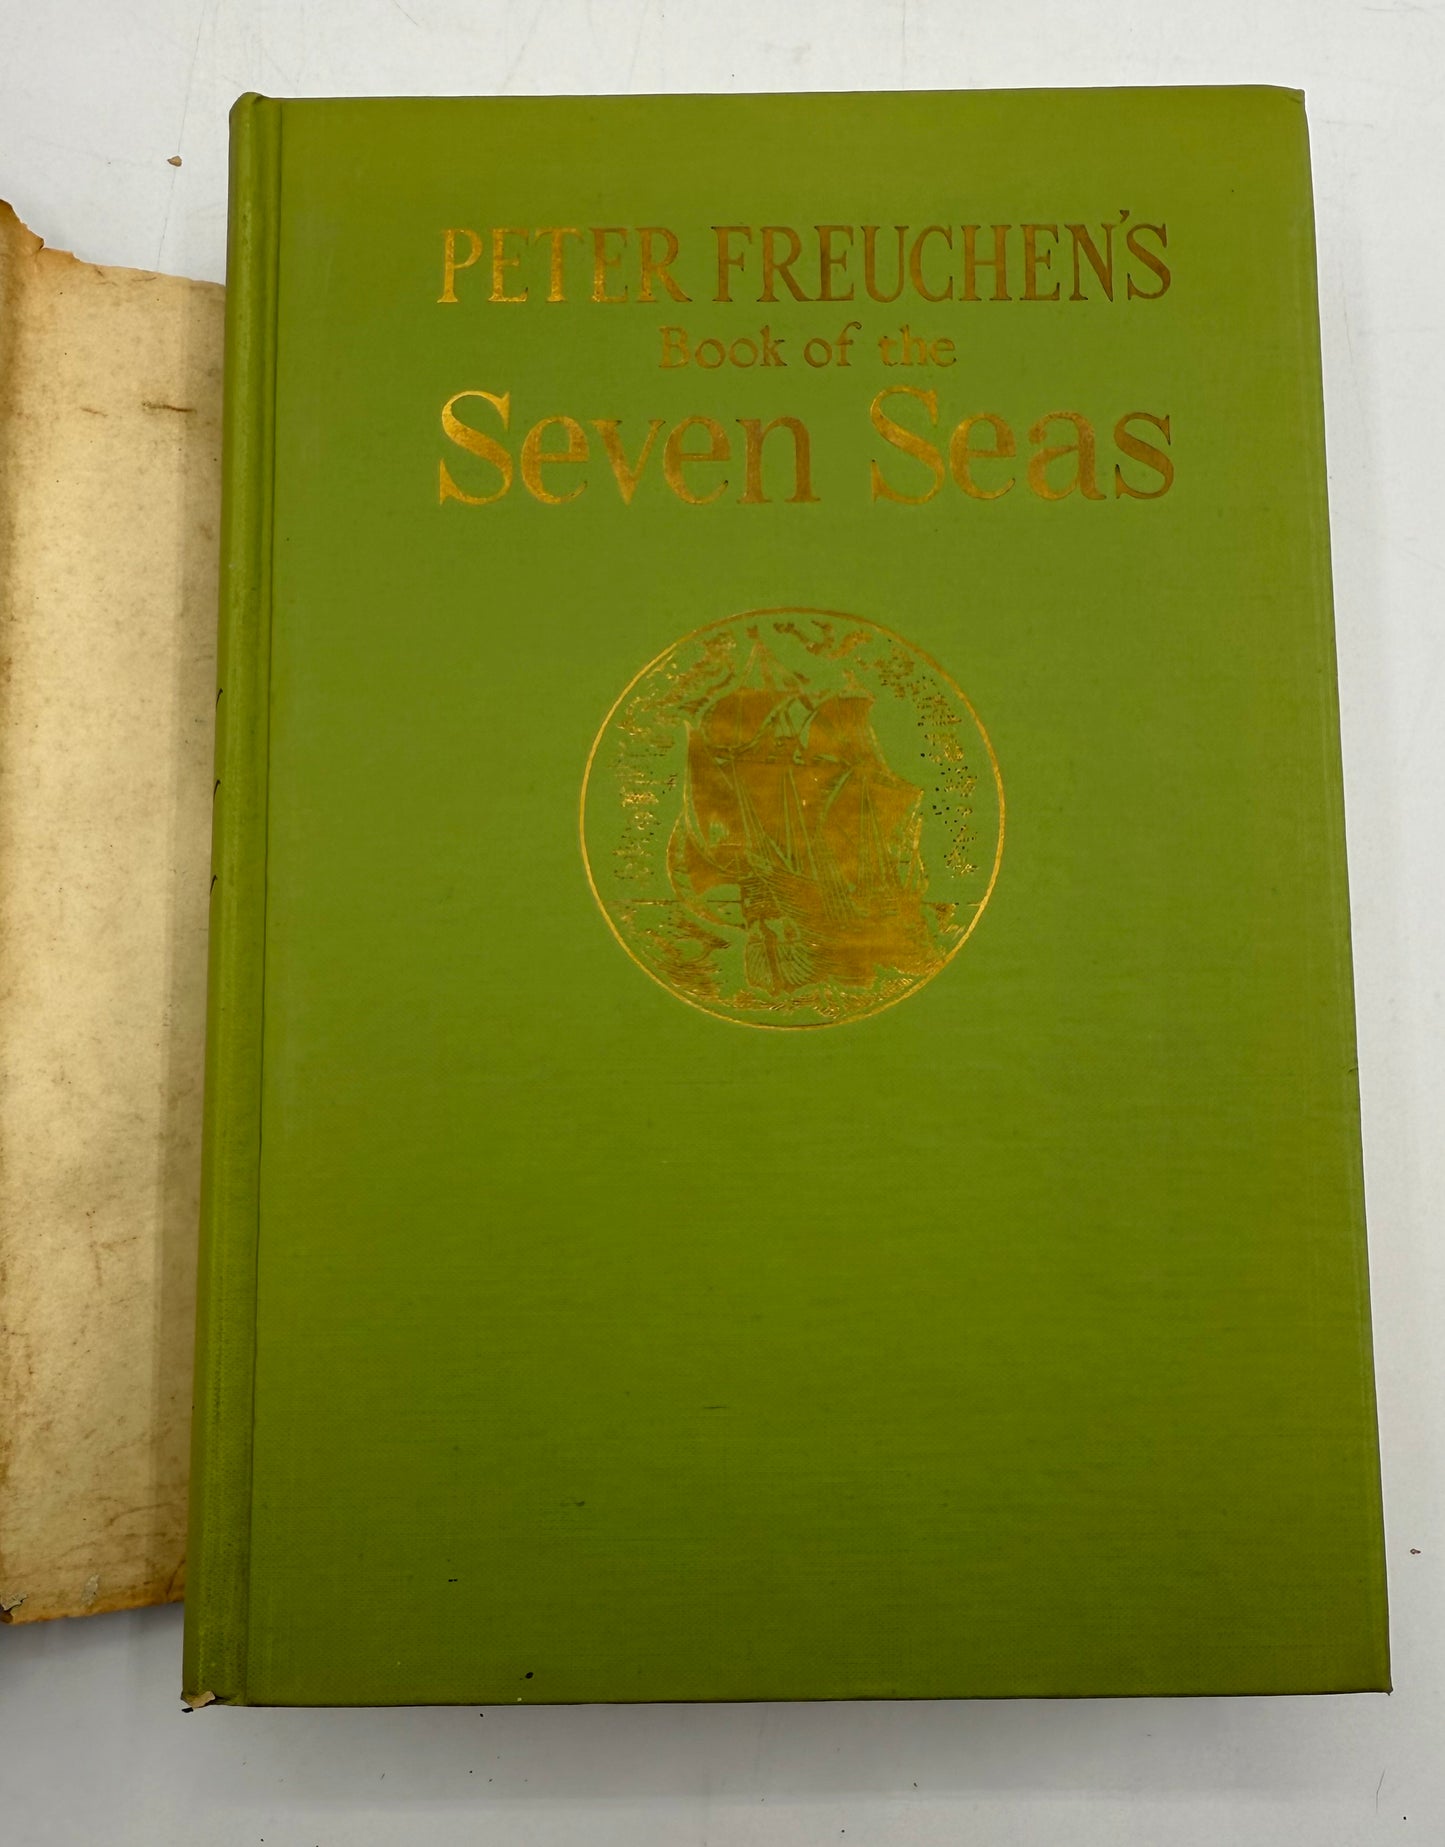 PETER FREUCHEN'S
Book of the
Seven Seas